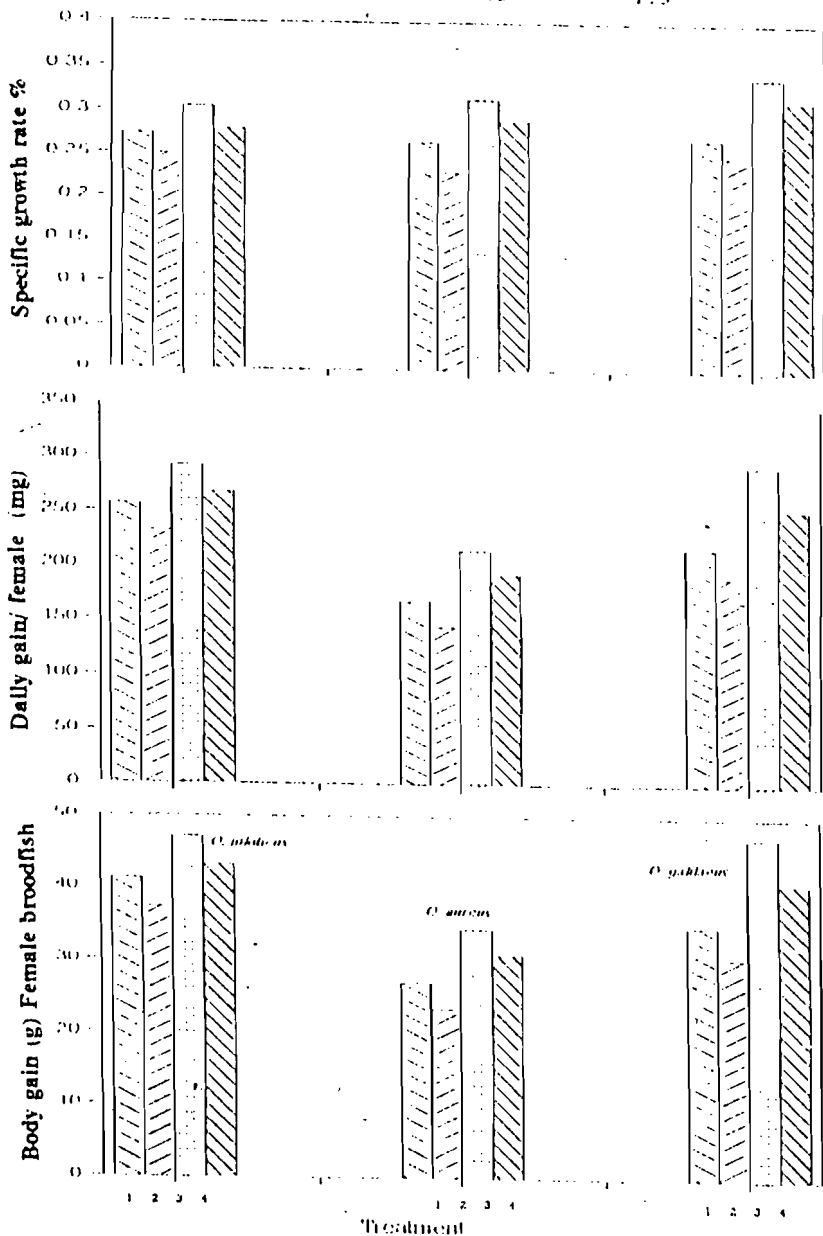 Specific growth rate %
0.4
0.35
0.3
0.25
0.2
0.15
0.1
0.05
0
Daily gain/ female (mg)
350
300
250
200
150
100
50
0
Body gain (g) Female broodfish
50
40
30
20
10
0
O. niloticus
O. aureus
O. galilaeus
1 2 3 4
1 2 3 4
1 2 3 4
Treatment